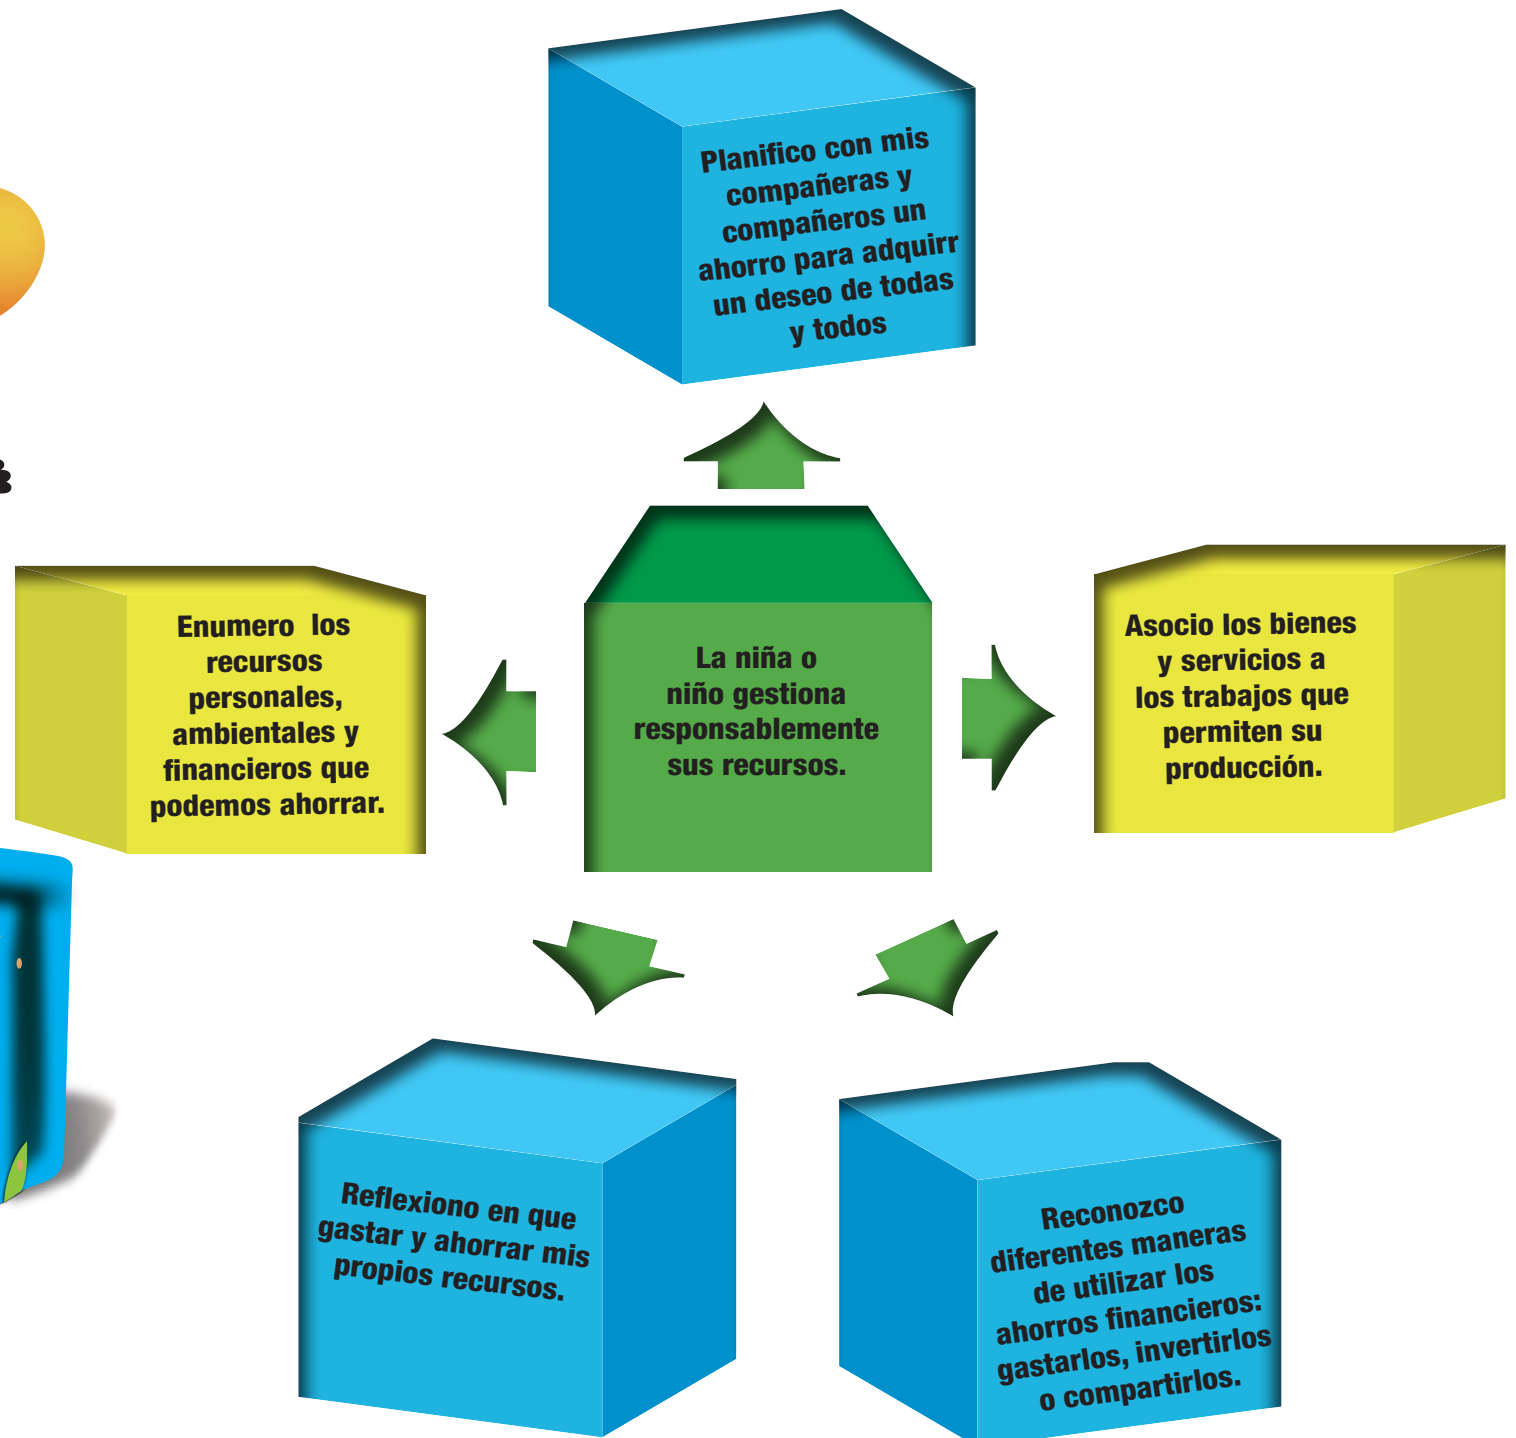 Planifico con mis
compañeras y
compañeros un
ahorro para adquirr
un deseo de todas
y todos
Enumero los
recursos
personales,
ambientales y
financieros que
podemos ahorrar.
La niña o
niño gestiona
responsablemente
sus recursos.
Asocio los bienes
y servicios a
los trabajos que
permiten su
producción.
Reflexiono en que
gastar y ahorrar mis
propios recursos.
Reconozco
diferentes maneras
de utilizar los
ahorros financieros:
gastarlos, invertirlos
o compartirlos.